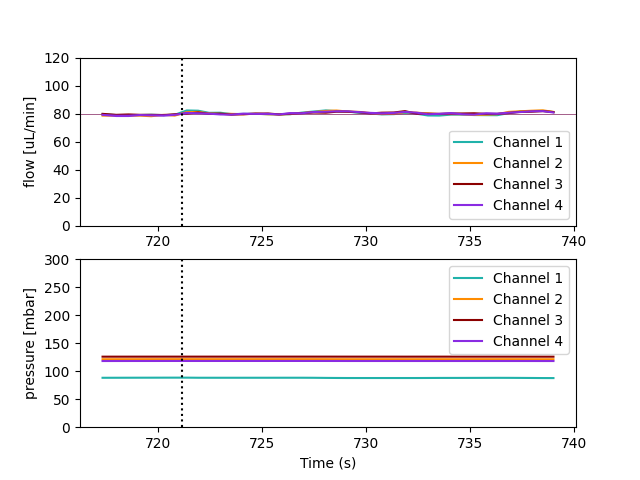 120
100
80
60
40
20
0
flow [uL/min]
Channel 1
Channel 2
Channel 3
Channel 4
720
725
730
735
740
300
250
200
150
100
50
0
pressure [mbar]
Channel 1
Channel 2
Channel 3
Channel 4
720
725
730
735
740
Time (s)